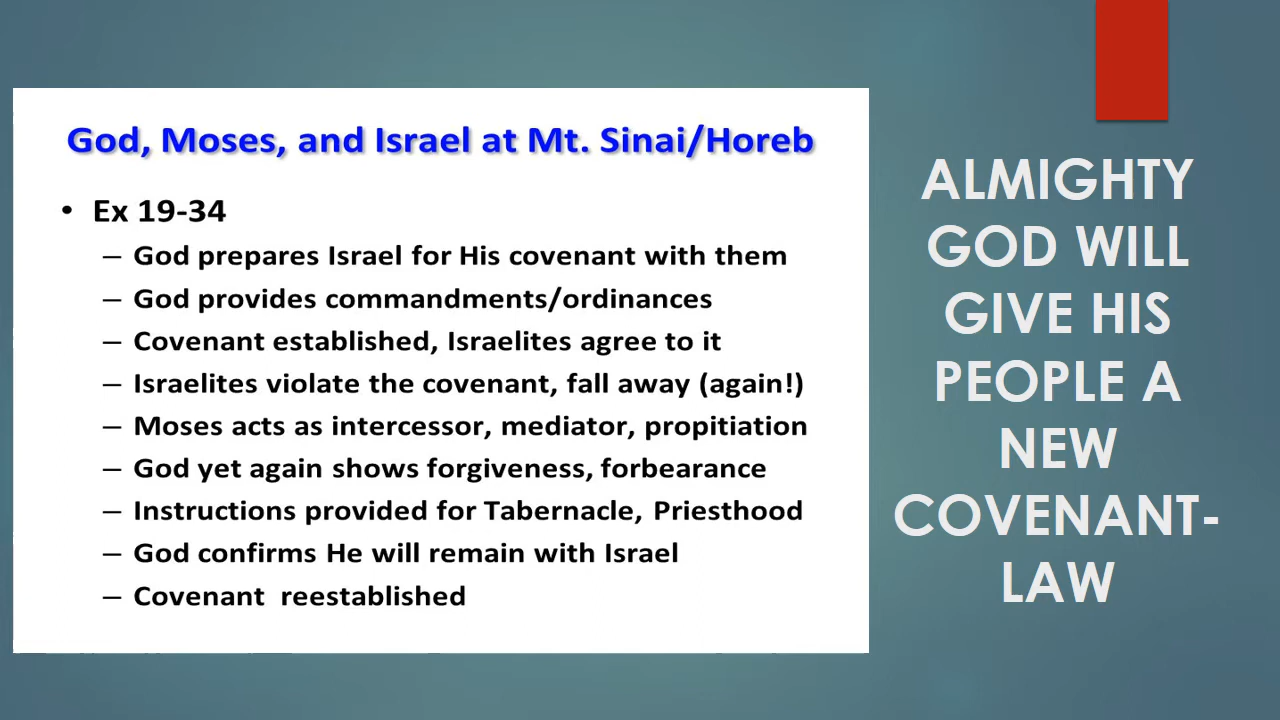 God, Moses, and Israel at Mt. Sinai/Horeb
• Ex 19-34
– God prepares Israel for His covenant with them
– God provides commandments/ordinances
– Covenant established, Israelites agree to it
– Israelites violate the covenant, fall away (again!)
– Moses acts as intercessor, mediator, propitiation
– God yet again shows forgiveness, forbearance
– Instructions provided for Tabernacle, Priesthood
– God confirms He will remain with Israel
– Covenant reestablished
ALMIGHTY
GOD WILL
GIVE HIS
PEOPLE A
NEW
COVENANT-
LAW